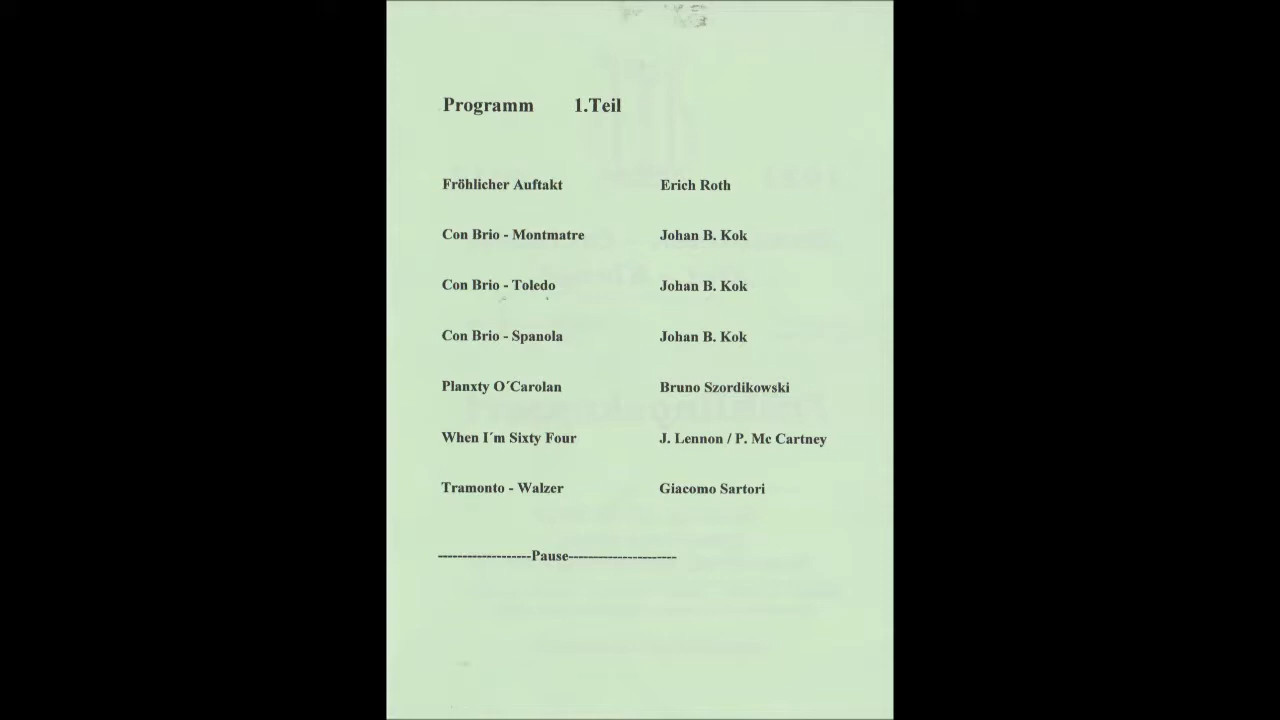 Programm 1.Teil
Fröhlicher Auftakt Erich Roth
Con Brio - Montmatre Johan B. Kok
Con Brio - Toledo Johan B. Kok
Con Brio - Spanola Johan B. Kok
Planxty O´Carolan Bruno Szordikowski
When I´m Sixty Four J. Lennon / P. Mc Cartney
Tramonto - Walzer Giacomo Sartori
-------------------Pause----------------------